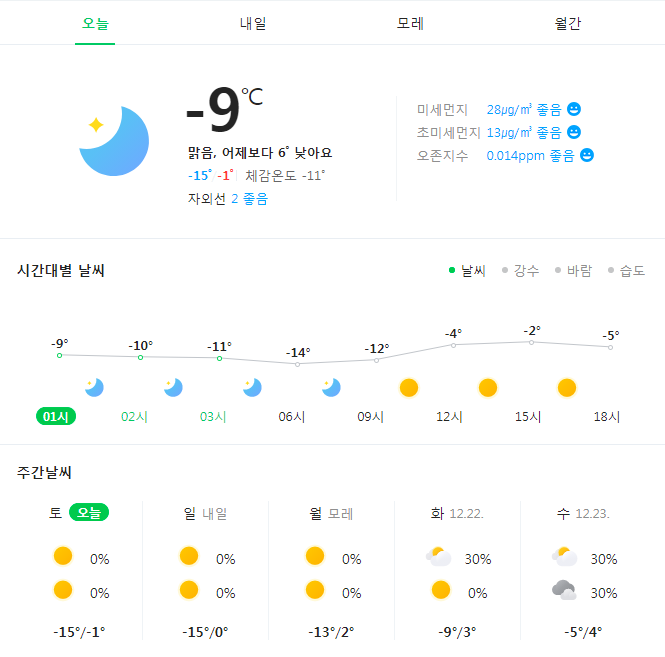 오늘 내일 모레 월간
-9℃
맑음, 어제보다 6˚ 낮아요
-15˚ -1˚ 체감온도 -11˚
자외선 2 좋음
미세먼지 28㎍/㎥ 좋음
초미세먼지 13㎍/㎥ 좋음
오존지수 0.014ppm 좋음
시간대별 날씨
날씨 강수 바람 습도
-9° -10° -11° -14° -12° -4° -2° -5°
01시 02시 03시 06시 09시 12시 15시 18시
주간날씨
토 오늘 일 내일 월 모레 화 12.22. 수 12.23.
0% 0% 0% 30% 30%
0% 0% 0% 0% 30%
-15°/-1° -15°/0° -13°/2° -9°/3° -5°/4°